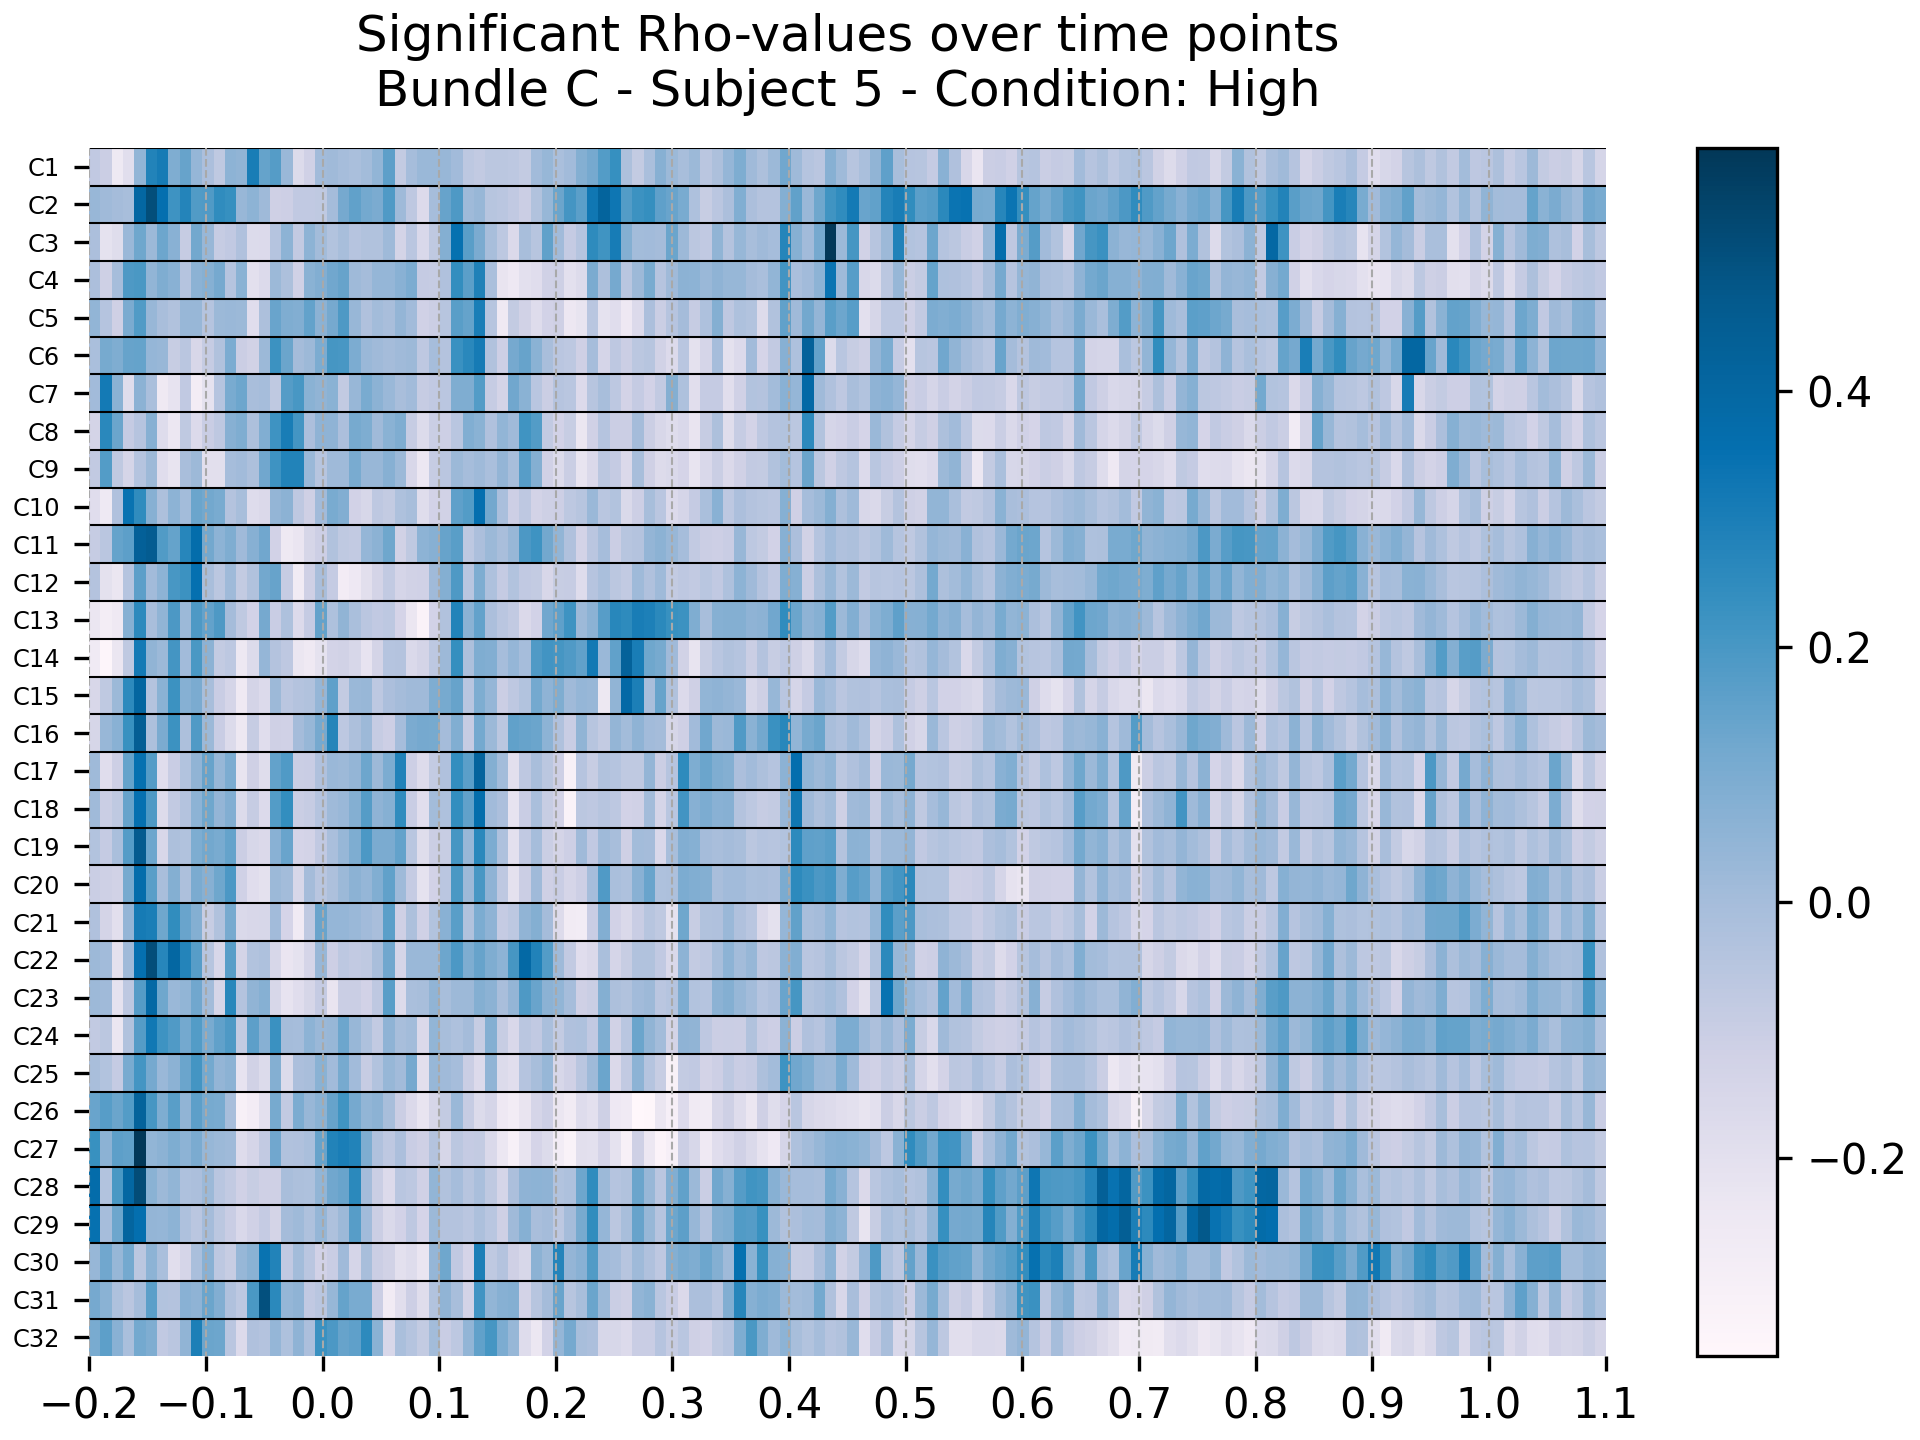 Significant Rho-values over time points
Bundle C - Subject 5 - Condition: High
C1
C2
C3
C4
C5
C6
C7
C8
C9
C10
C11
C12
C13
C14
C15
C16
C17
C18
C19
C20
C21
C22
C23
C24
C25
C26
C27
C28
C29
C30
C31
C32
−0.2 −0.1 0.0 0.1 0.2 0.3 0.4 0.5 0.6 0.7 0.8 0.9 1.0 1.1
0.4
0.2
0.0
−0.2